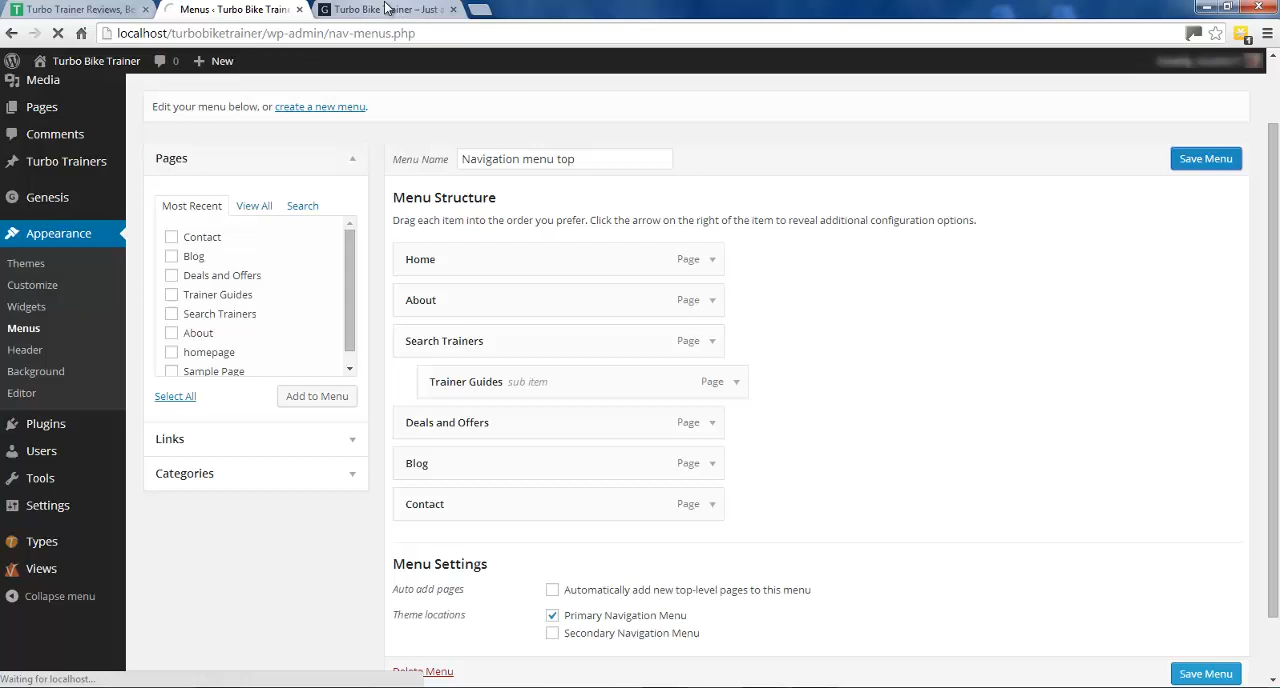 Turbo Trainer Reviews, Be
Menus ‹ Turbo Bike Train
Turbo Bike Trainer – Just a
localhost/turbobiketrainer/wp-admin/nav-menus.php
1
Turbo Bike Trainer 0 New
Media
Pages
Comments
Turbo Trainers
Genesis
Appearance
Themes
Customize
Widgets
Menus
Header
Background
Editor
Plugins
Users
Tools
Settings
Types
Views
Collapse menu
Edit your menu below, or create a new menu.
Pages
Most Recent View All Search
Contact
Blog
Deals and Offers
Trainer Guides
Search Trainers
About
homepage
Sample Page
Select All Add to Menu
Links
Categories
Menu Name Navigation menu top Save Menu
Menu Structure
Drag each item into the order you prefer. Click the arrow on the right of the item to reveal additional configuration options.
Home Page
About Page
Search Trainers Page
Trainer Guides sub item Page
Deals and Offers Page
Blog Page
Contact Page
Menu Settings
Auto add pages Automatically add new top-level pages to this menu
Theme locations Primary Navigation Menu
Secondary Navigation Menu
Delete Menu Save Menu
Waiting for localhost...